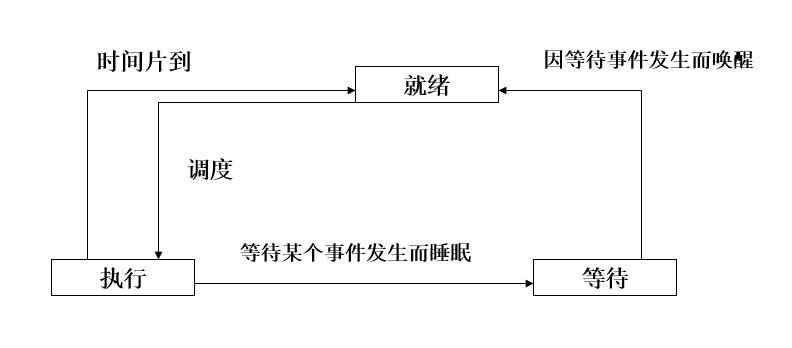 时间片到
因等待事件发生而唤醒
就绪
调度
等待某个事件发生而睡眠
执行
等待